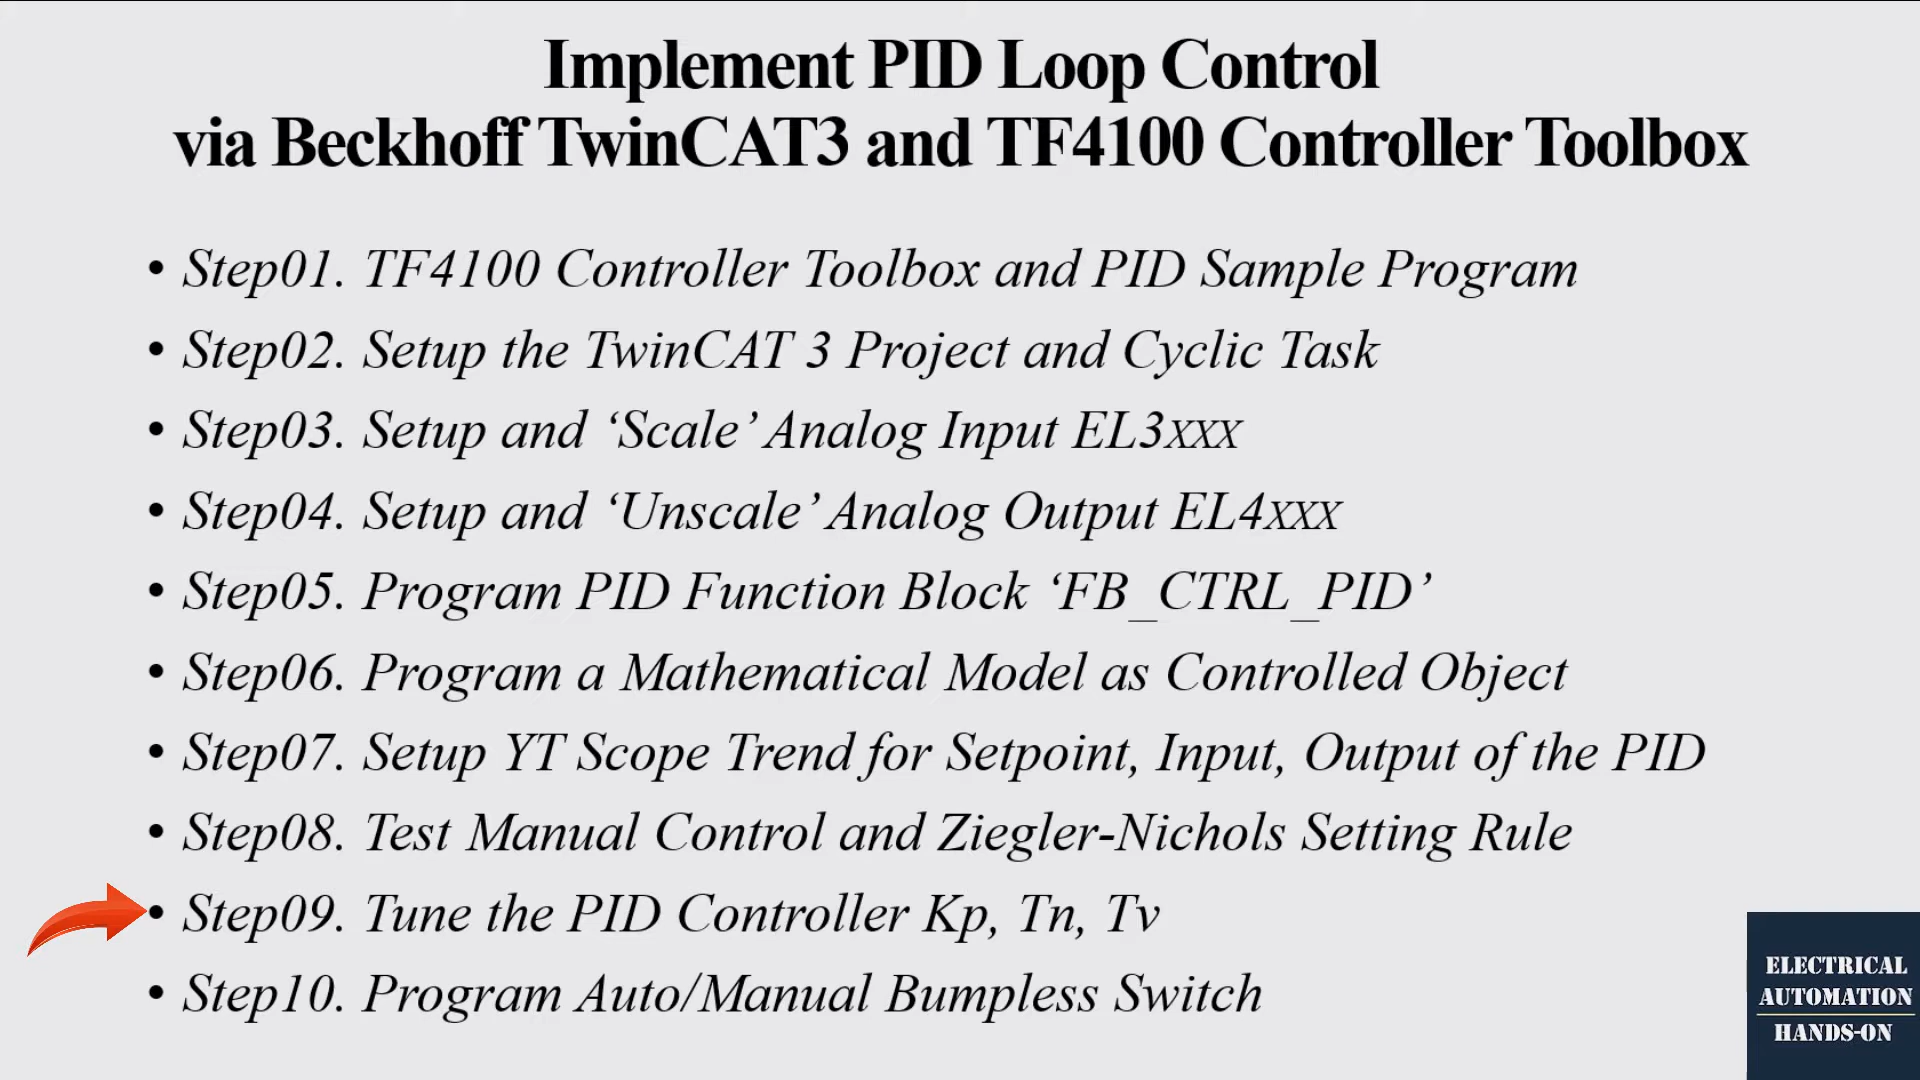 Implement PID Loop Control
via Beckhoff TwinCAT3 and TF4100 Controller Toolbox
• Step01. TF4100 Controller Toolbox and PID Sample Program
• Step02. Setup the TwinCAT 3 Project and Cyclic Task
• Step03. Setup and ‘Scale’ Analog Input EL3xxx
• Step04. Setup and ‘Unscale’ Analog Output EL4xxx
• Step05. Program PID Function Block ‘FB_CTRL_PID’
• Step06. Program a Mathematical Model as Controlled Object
• Step07. Setup YT Scope Trend for Setpoint, Input, Output of the PID
• Step08. Test Manual Control and Ziegler-Nichols Setting Rule
• Step09. Tune the PID Controller Kp, Tn, Tv
• Step10. Program Auto/Manual Bumpless Switch
ELECTRICAL
AUTOMATION
HANDS-ON